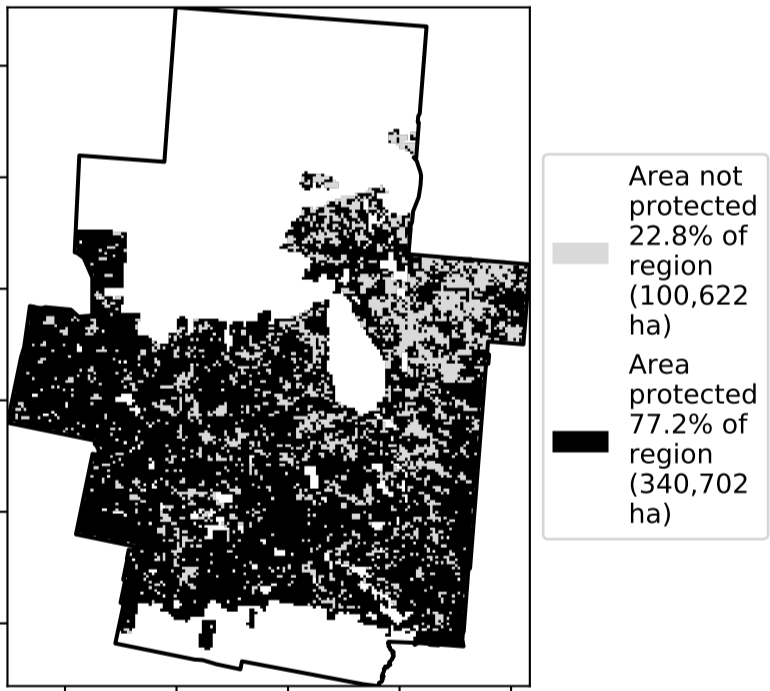 Area not
protected
22.8% of
region
(100,622
ha)
Area
protected
77.2% of
region
(340,702
ha)